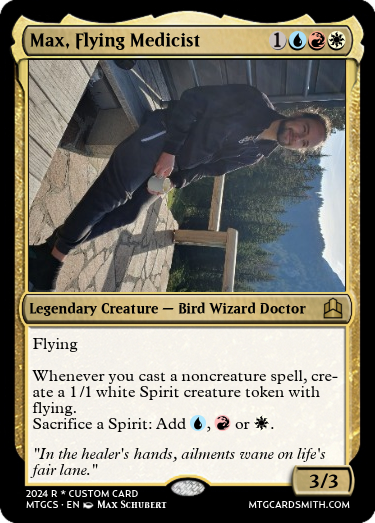 Max, Flying Medicist 1
Legendary Creature — Bird Wizard Doctor
Flying
Whenever you cast a noncreature spell, cre-
ate a 1/1 white Spirit creature token with
flying.
Sacrifice a Spirit: Add , or .
"In the healer's hands, ailments wane on life's
fair lane."
3/3
2024 R * CUSTOM CARD
MTGCS · EN MAX SCHUBERT MTGCARDSMITH.COM